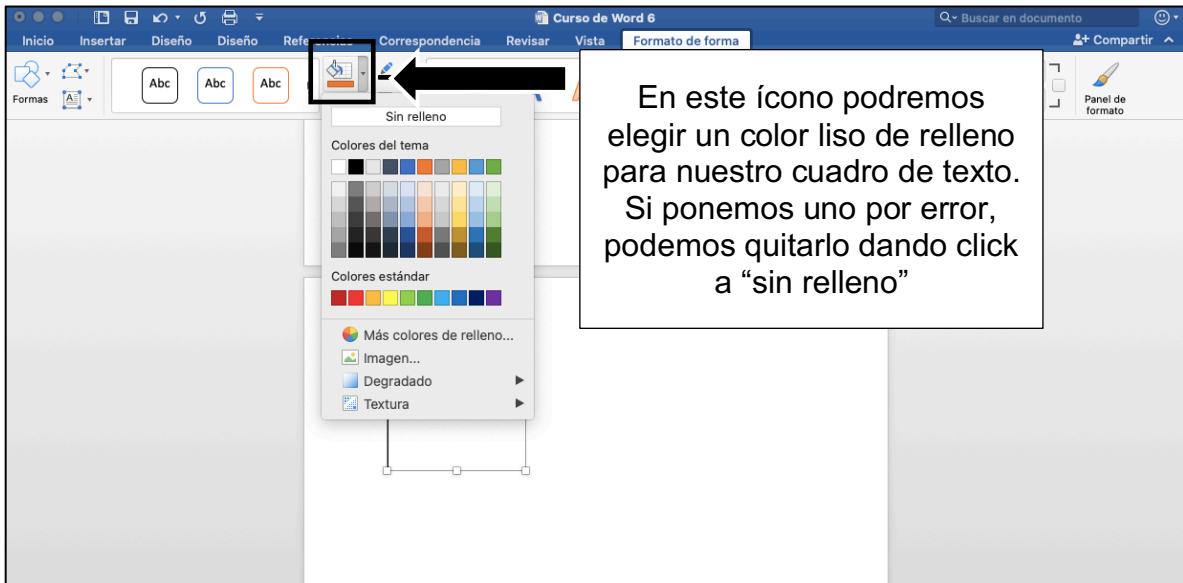 Curso de Word 6
Buscar en documento
Inicio Insertar Diseño Diseño Correspondencia Revisar Vista Formato de forma
Compartir
Formas
A
Abc Abc Abc
Panel de
formato
Sin relleno
Colores del tema
Colores estándar
Más colores de relleno...
Imagen...
Degradado
Textura
En este ícono podremos
elegir un color liso de relleno
para nuestro cuadro de texto.
Si ponemos uno por error,
podemos quitarlo dando click
a “sin relleno”